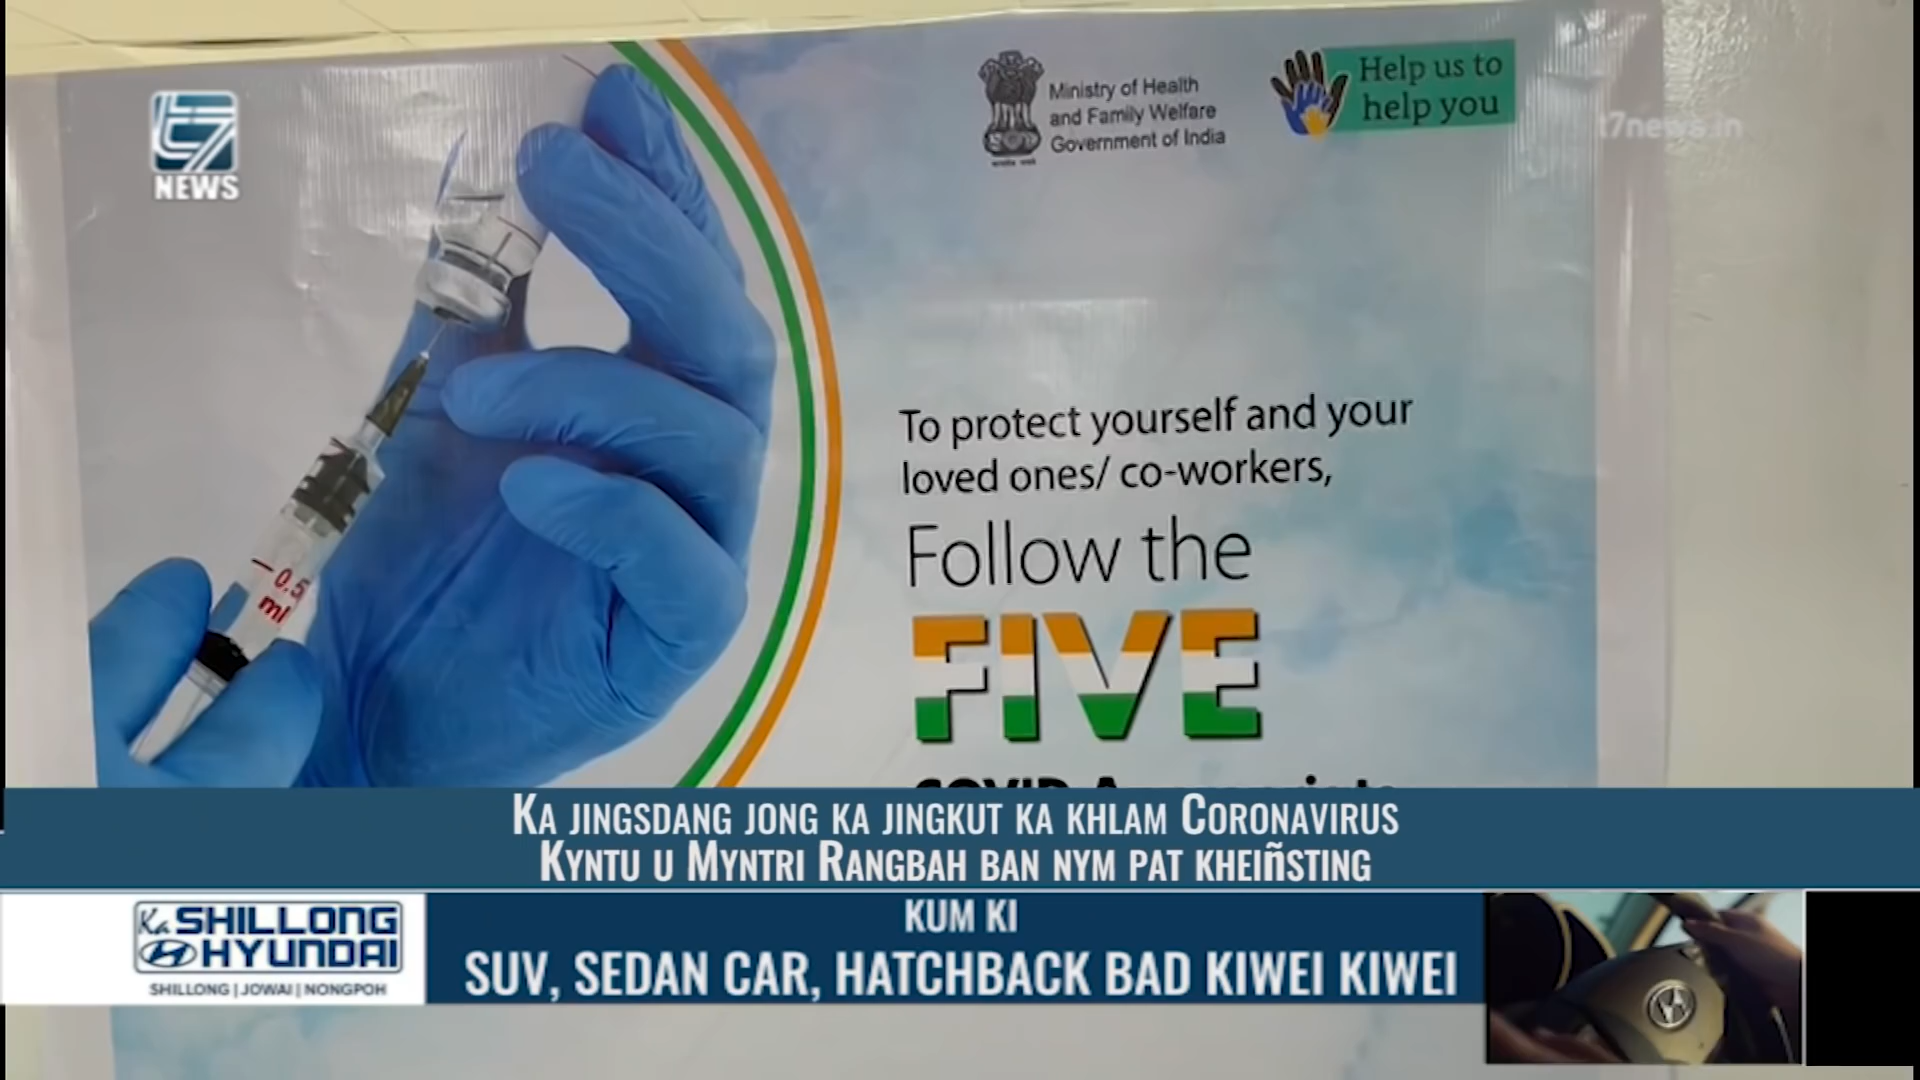 NEWS
Ministry of Health
and Family Welfare
Government of India
Help us to
help you
t7news.in
To protect yourself and your
loved ones/ co-workers,
Follow the
FIVE
-0.5
ml
KA JINGSDANG JONG KA JINGKUT KA KHLAM CORONAVIRUS
KYNTU U MYNTRI RANGBAH BAN NYM PAT KHEIñSTING
Ka SHILLONG
HYUNDAI
SHILLONG | JOWAI | NONGPOH
KUM KI
SUV, SEDAN CAR, HATCHBACK BAD KIWEI KIWEI